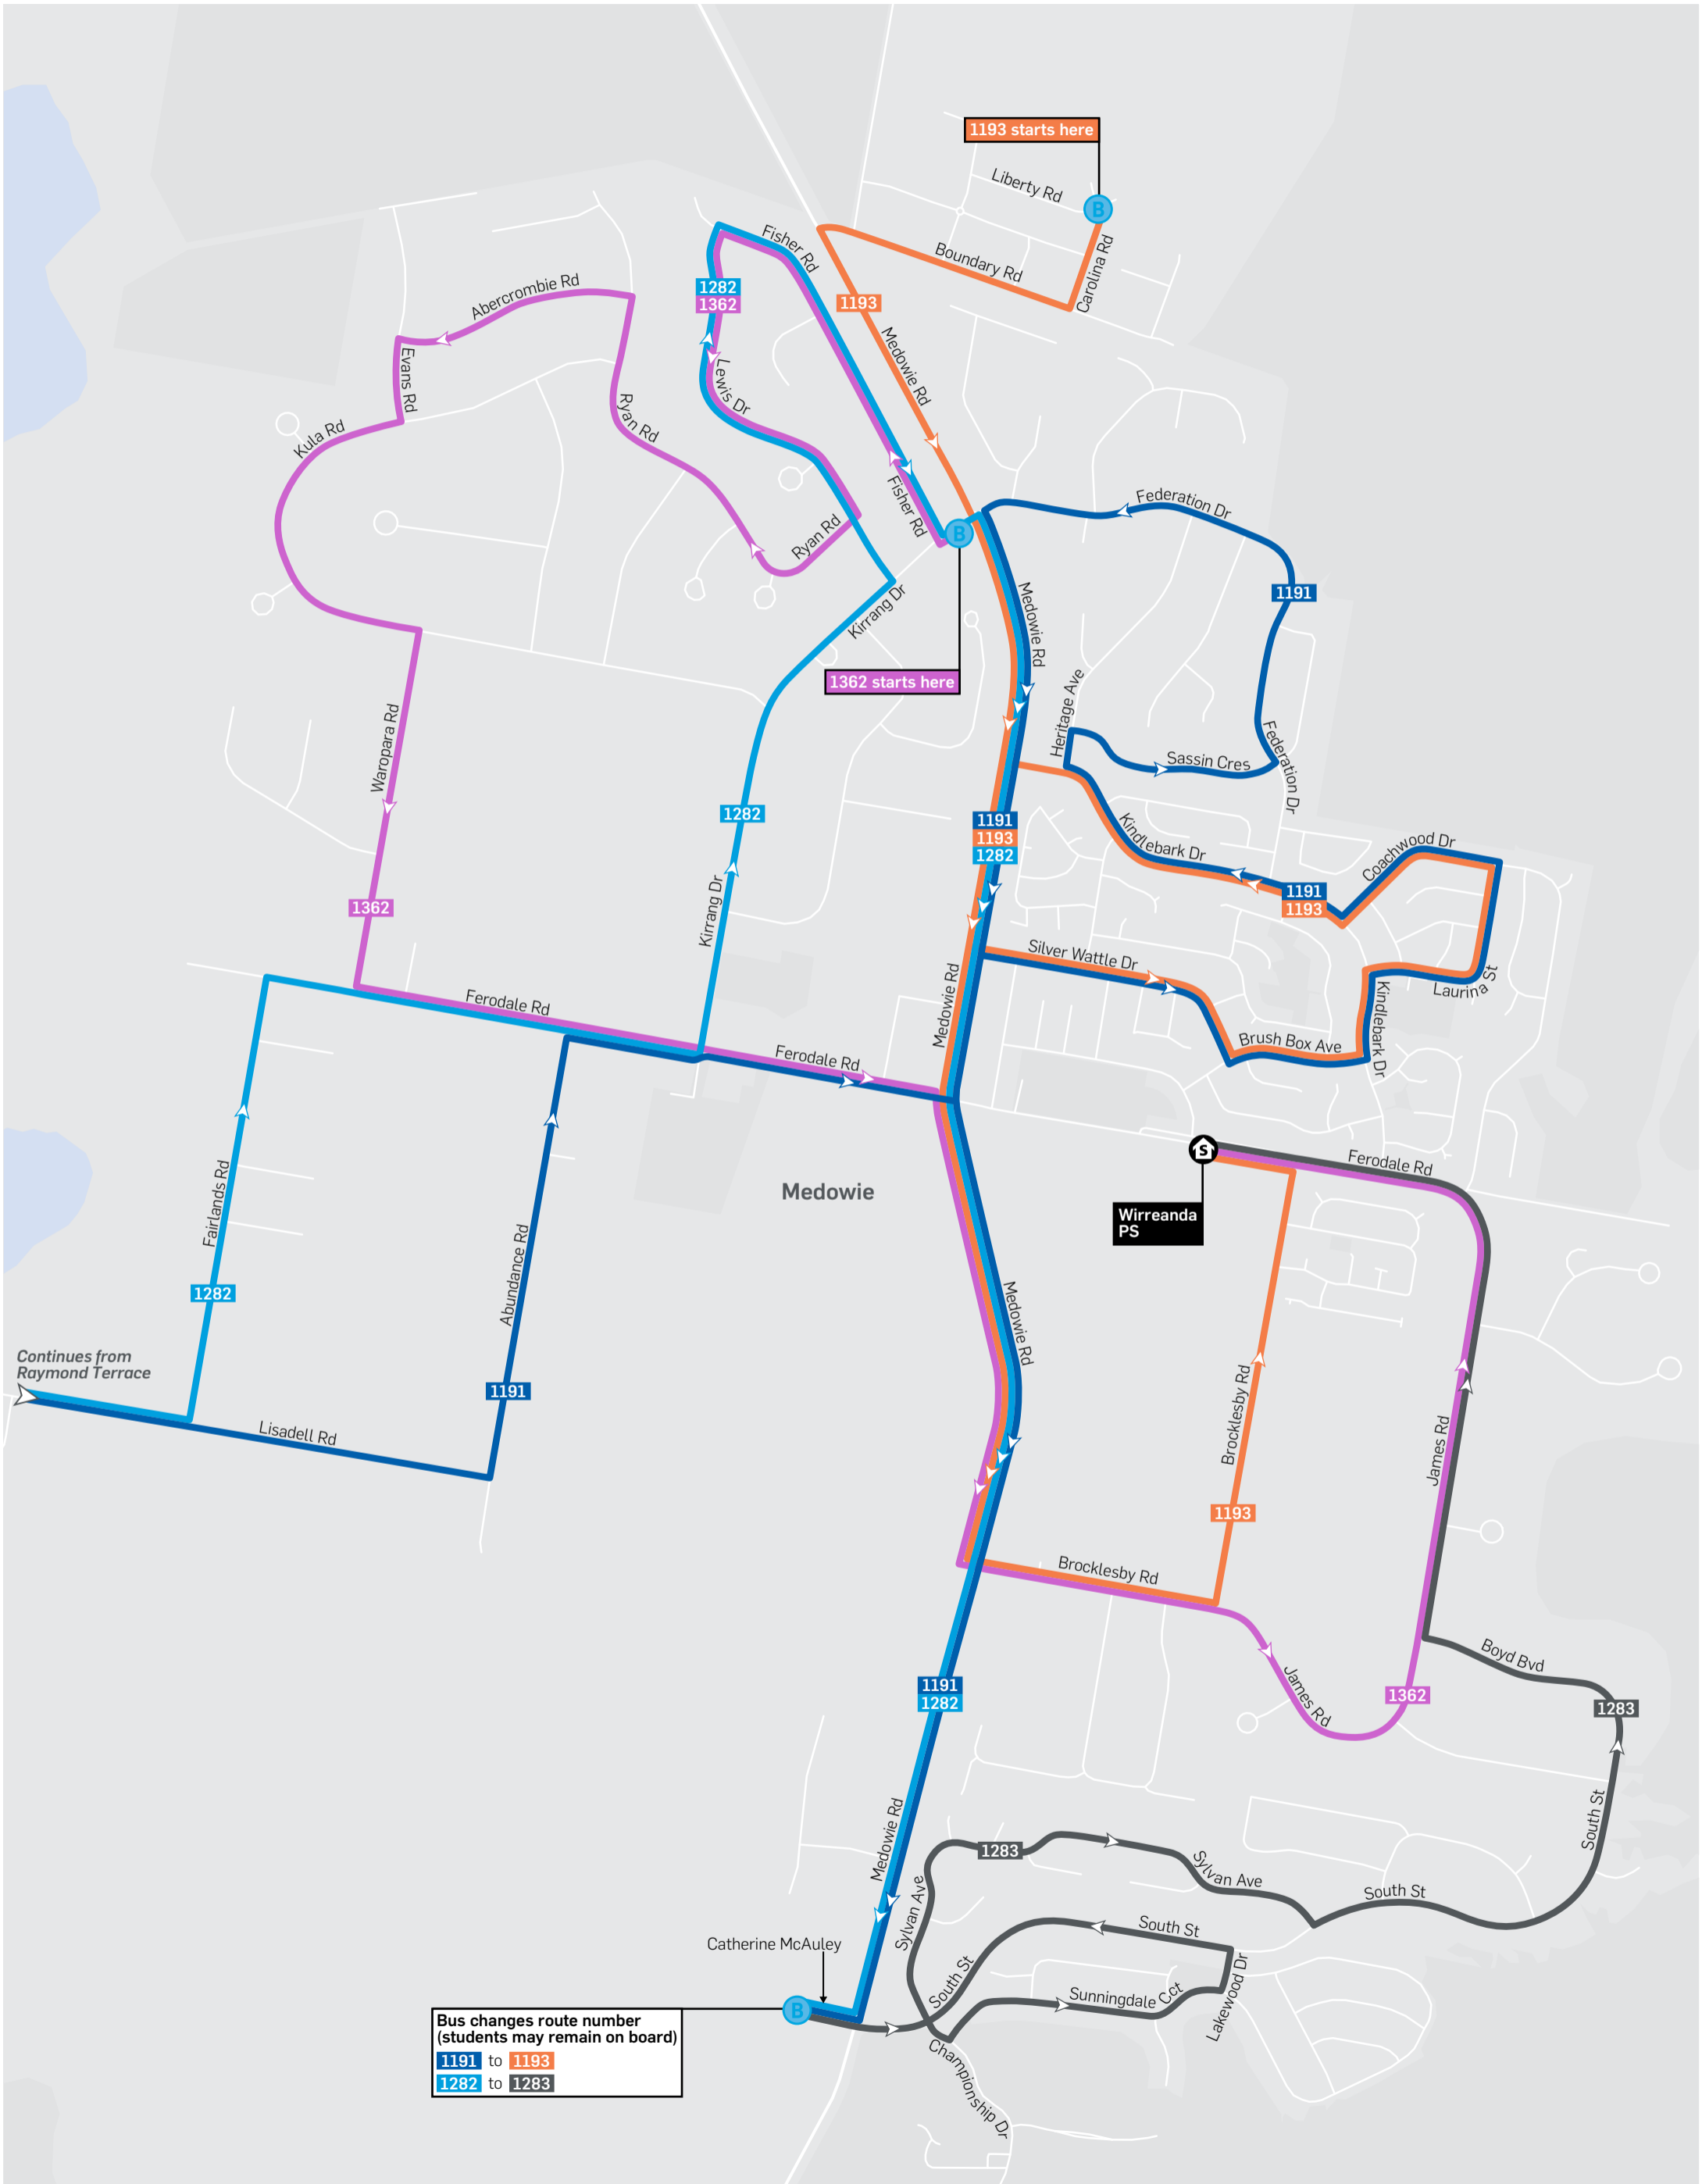 1193 starts here
Liberty Rd
B
Boundary Rd
Carolina Rd
Fisher Rd
Abercrombie Rd
1282
1362
1193
Medowie Rd
Evans Rd
Lewis Dr
Ryan Rd
Kula Rd
Fisher Rd
Federation Dr
Ryan Rd
B
Kirrang Dr
1191
Medowie Rd
1362 starts here
Heritage Ave
Waropara Rd
Sassin Cres
Federation Dr
1282
1191
1193
1282
Kindlebark Dr
Coachwood Dr
1191
1193
1362
Kirrang Dr
Silver Wattle Dr
Laurina St
Medowie Rd
Ferodale Rd
Kindlebark Dr
Brush Box Ave
Ferodale Rd
Ferodale Rd
S
Medowie
Wirreanda
PS
Fairlands Rd
Abundance Rd
1282
Medowie Rd
Continues from
Raymond Terrace
1191
Lisadell Rd
Brocklesby Rd
James Rd
1193
Brocklesby Rd
Boyd Bvd
James Rd
1362
1283
1191
1282
Medowie Rd
South St
1283
Sylvan Ave
South St
Sylvan Ave
South St
Catherine McAuley
South St
Sunningdale Cct
Lakewood Dr
B
Championship Dr
Bus changes route number
(students may remain on board)
1191 to 1193
1282 to 1283